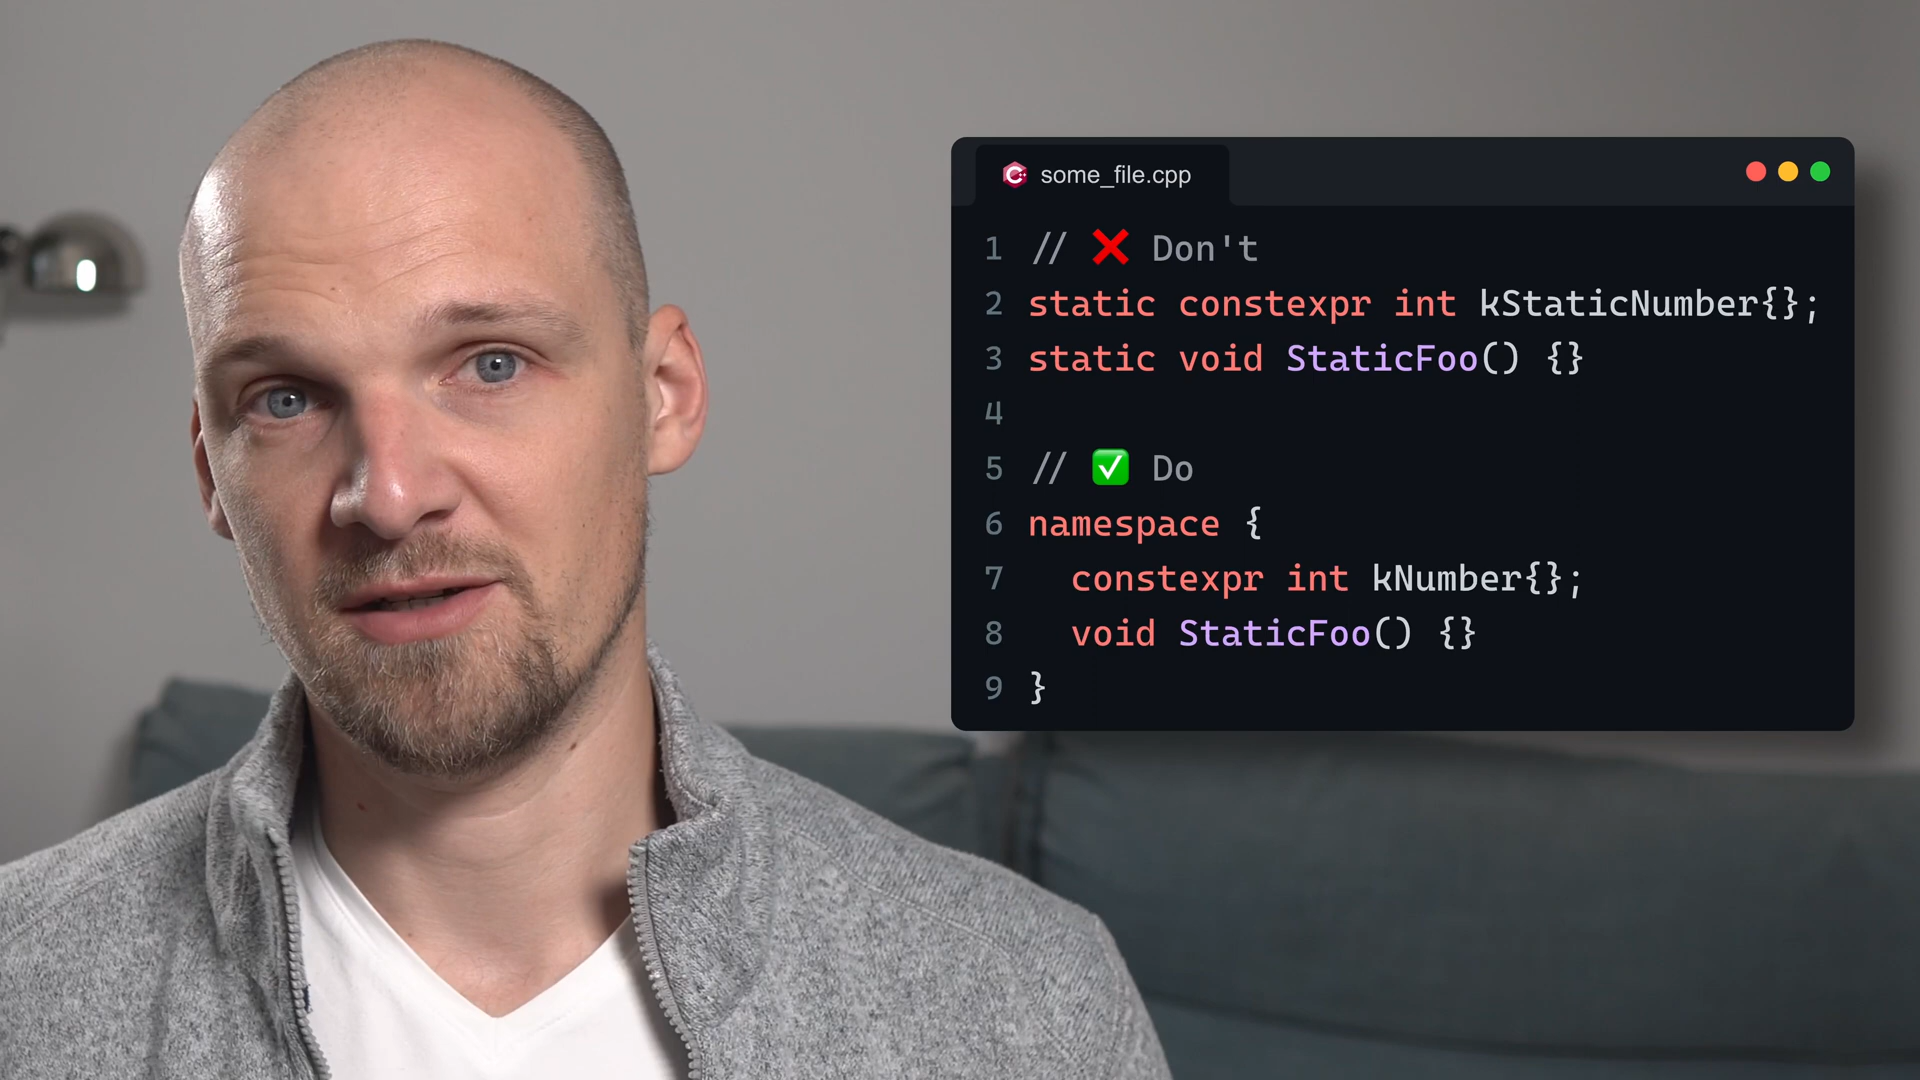 some_file.cpp
1 // ❌ Don't
2 static constexpr int kStaticNumber{};
3 static void StaticFoo() {}
4
5 // ✅ Do
6 namespace {
7   constexpr int kNumber{};
8   void StaticFoo() {}
9 }